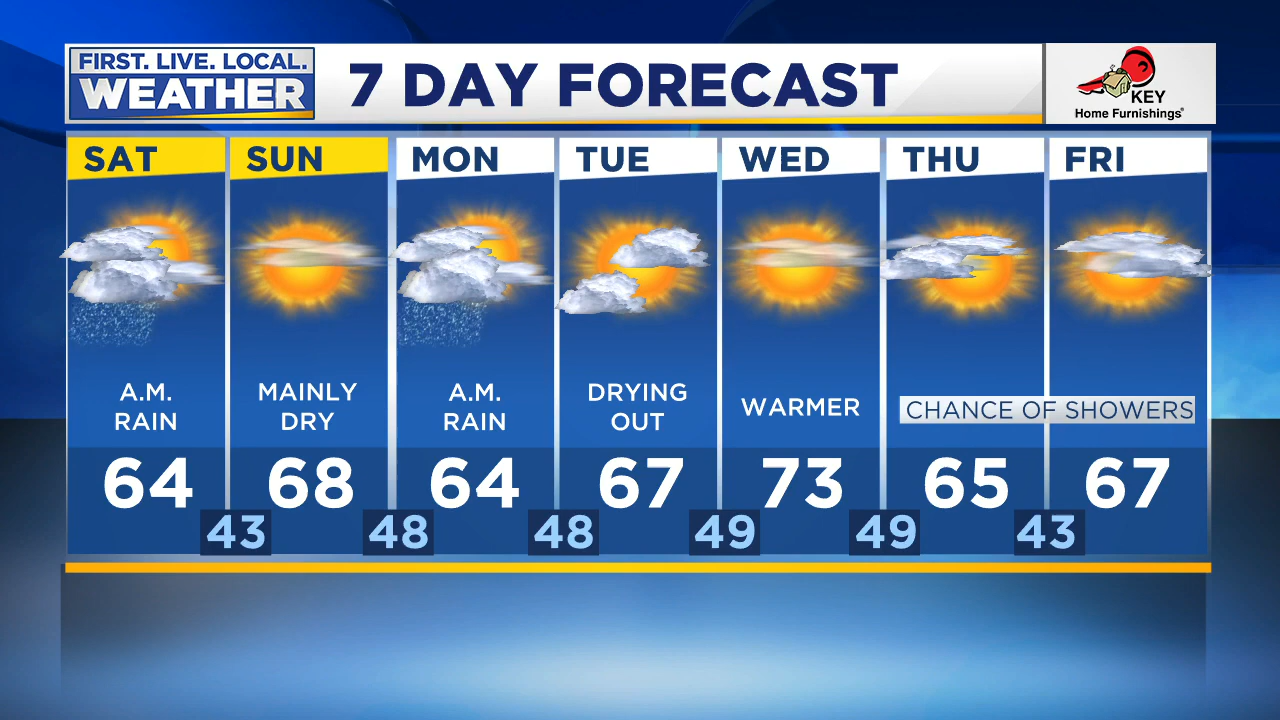 FIRST. LIVE. LOCAL.
WEATHER
7 DAY FORECAST
KEY
Home Furnishings®
SAT
SUN
MON
TUE
WED
THU
FRI
A.M.
RAIN
MAINLY
DRY
A.M.
RAIN
DRYING
OUT
WARMER
CHANCE OF SHOWERS
64
68
64
67
73
65
67
43
48
48
49
49
43